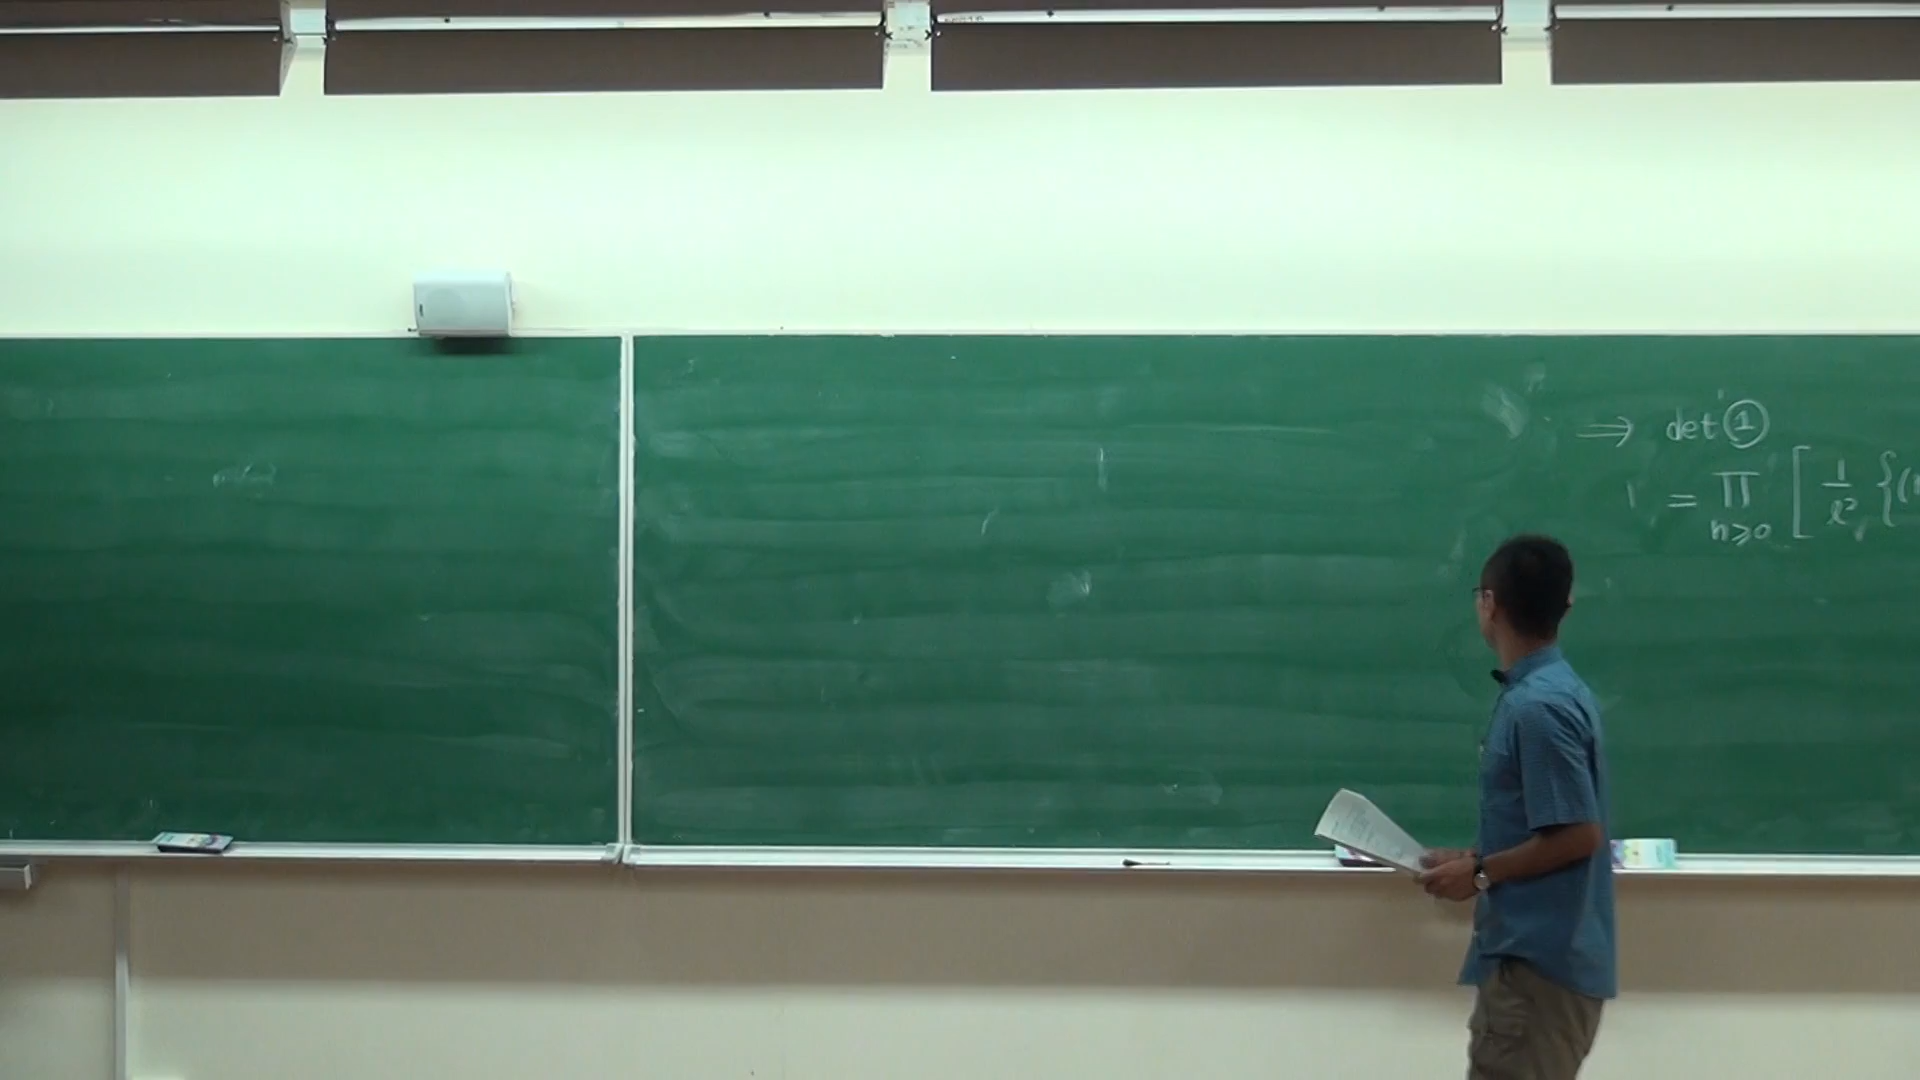 ⇒ det ①
= ∏ n≥0 [ 1/ℓ² { (